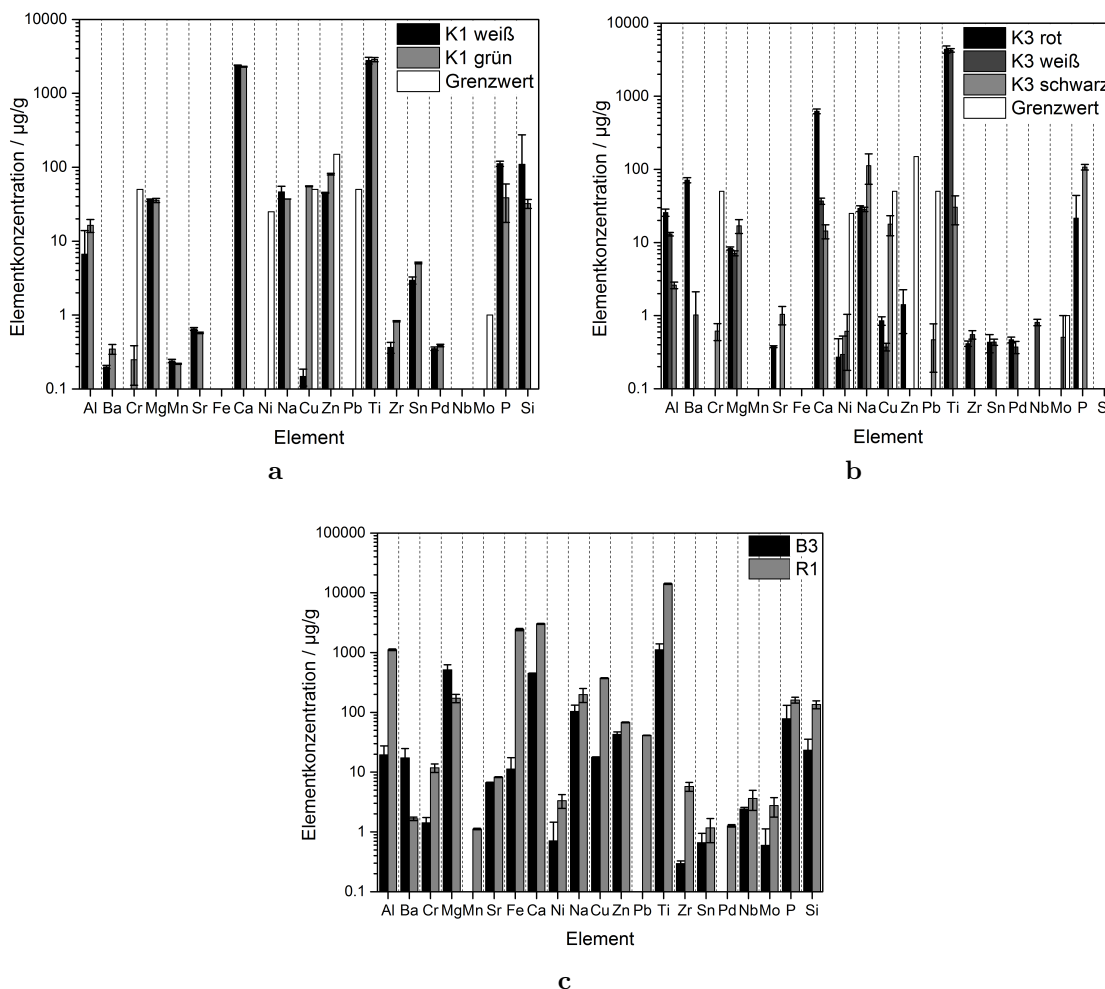 K1 weiß
K1 grün
Grenzwert
10000
1000
100
10
1
0.1
Elementkonzentration / µg/g
Al Ba Cr Mg Mn Sr Fe Ca Ni Na Cu Zn Pb Ti Zr Sn Pd Nb Mo P Si
Element
a
K3 rot
K3 weiß
K3 schwarz
Grenzwert
10000
1000
100
10
1
0.1
Elementkonzentration / µg/g
Al Ba Cr Mg Mn Sr Fe Ca Ni Na Cu Zn Pb Ti Zr Sn Pd Nb Mo P S
Element
b
B3
R1
100000
10000
1000
100
10
1
0.1
Elementkonzentration / µg/g
Al Ba Cr Mg Mn Sr Fe Ca Ni Na Cu Zn Pb Ti Zr Sn Pd Nb Mo P Si
Element
c